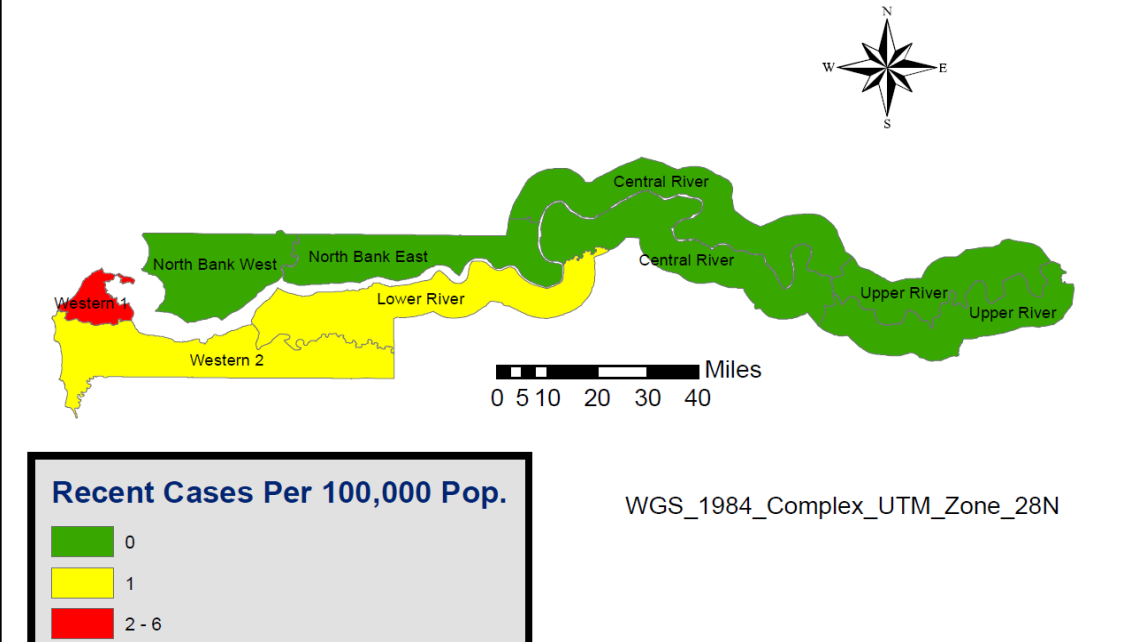 N
W E
S
Central River
North Bank West
North Bank East
Central River
Western 1
Lower River
Upper River
Upper River
Western 2
Miles
0 5 10 20 30 40
Recent Cases Per 100,000 Pop.
WGS_1984_Complex_UTM_Zone_28N
0
1
2 - 6